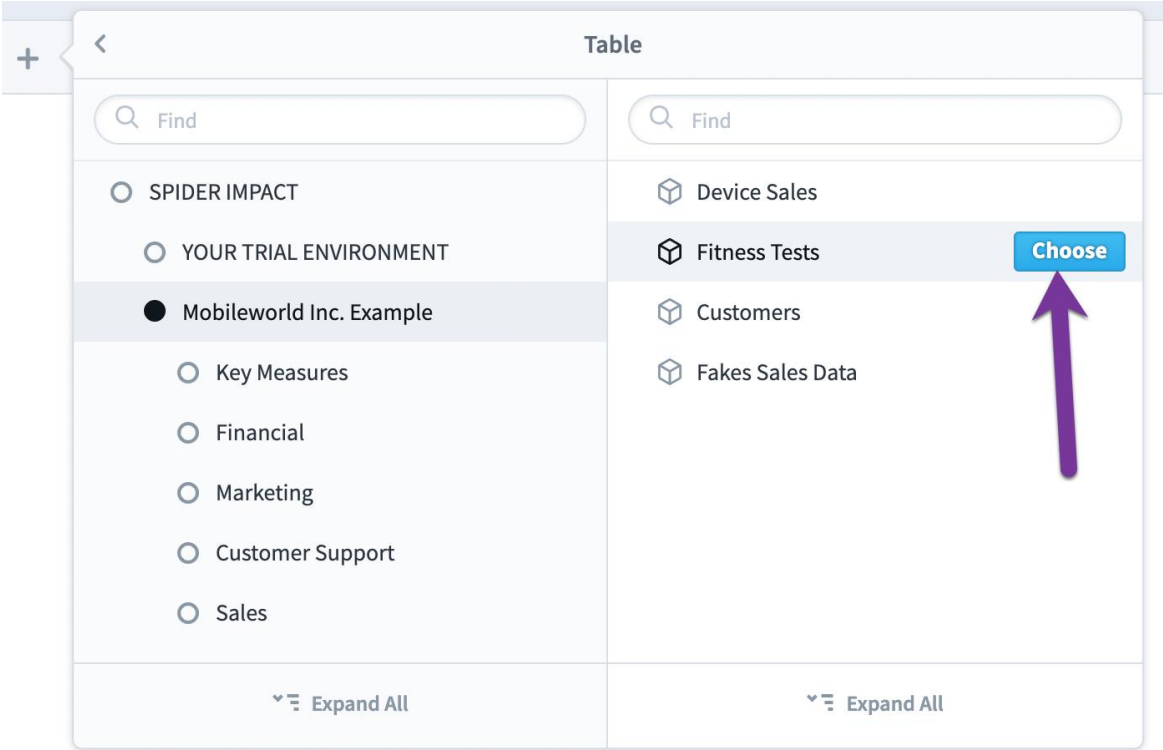 Table
Find
SPIDER IMPACT
YOUR TRIAL ENVIRONMENT
Mobileworld Inc. Example
Key Measures
Financial
Marketing
Customer Support
Sales
Expand All
Find
Device Sales
Fitness Tests
Choose
Customers
Fakes Sales Data
Expand All